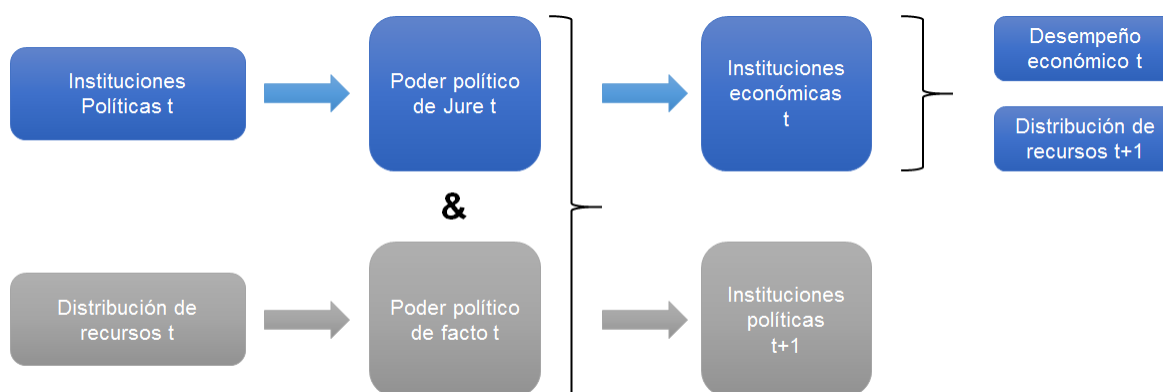 Instituciones
Políticas t
Poder político
de Jure t
Instituciones
económicas
t
Desempeño
económico t
Distribución de
recursos t+1
&
Distribución de
recursos t
Poder político
de facto t
Instituciones
políticas
t+1